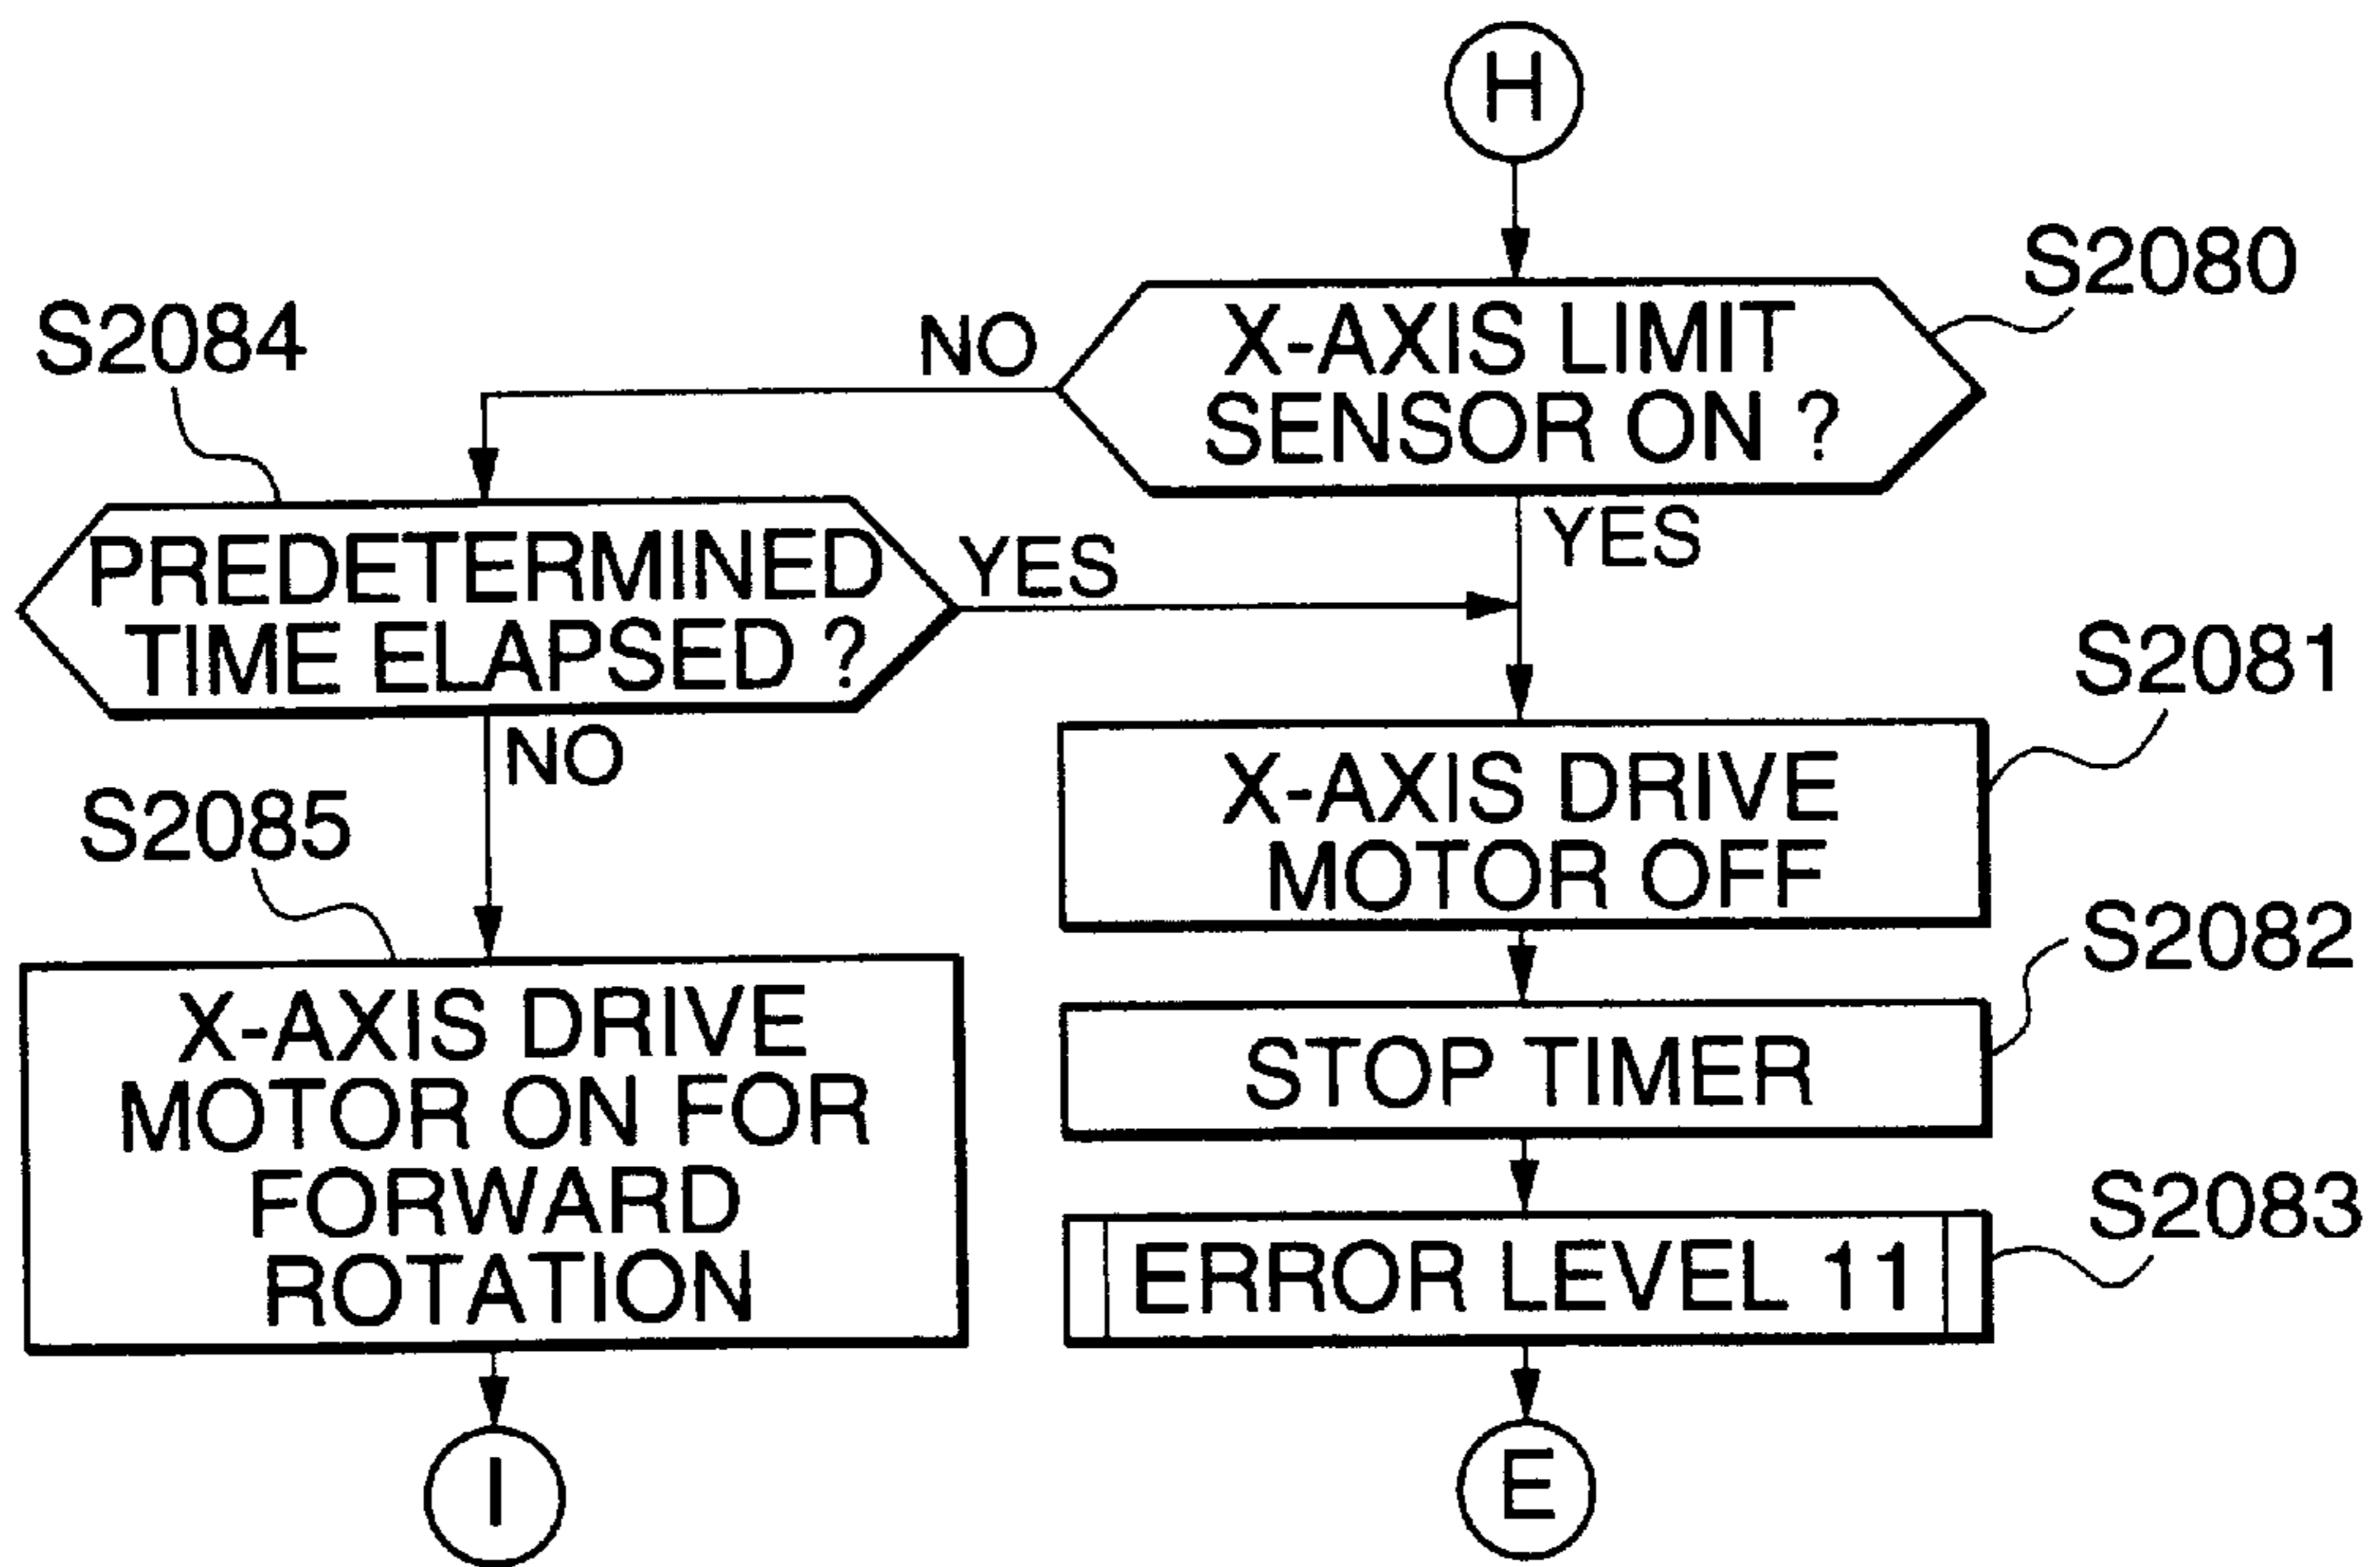 H
S2080
X-AXIS LIMIT
SENSOR ON ?
NO
YES
S2084
PREDETERMINED
TIME ELAPSED ?
YES
NO
S2081
X-AXIS DRIVE
MOTOR OFF
S2085
X-AXIS DRIVE
MOTOR ON FOR
FORWARD
ROTATION
S2082
STOP TIMER
S2083
ERROR LEVEL 11
I
E